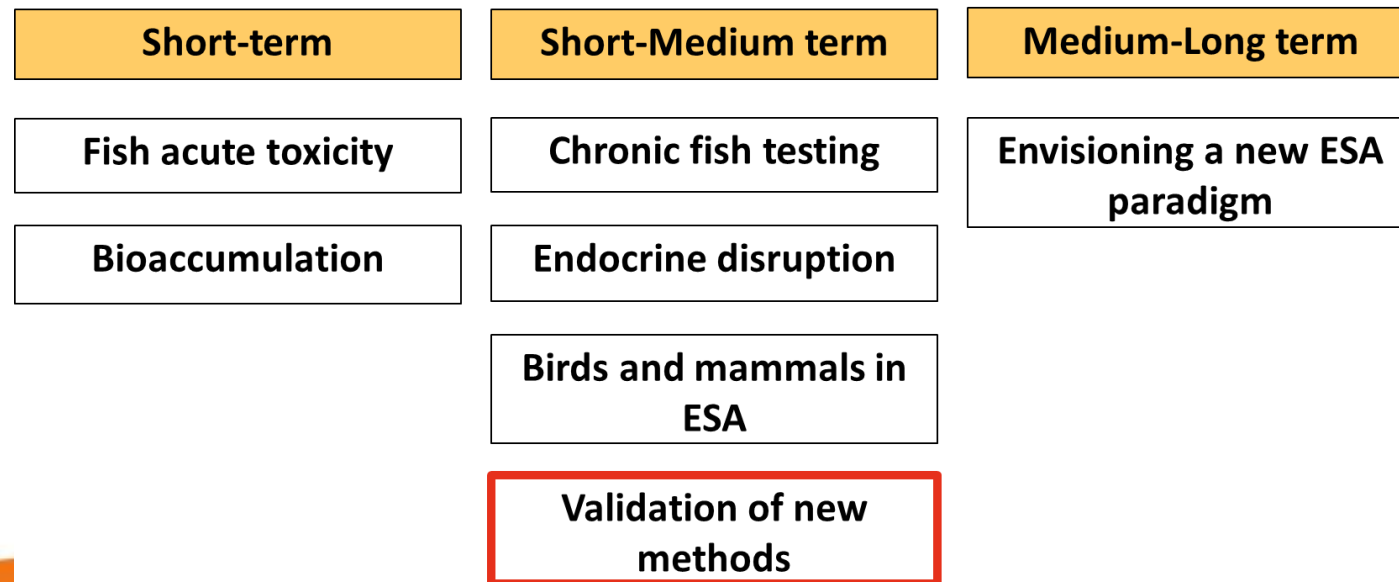 Short-term
Short-Medium term
Medium-Long term
Fish acute toxicity
Chronic fish testing
Envisioning a new ESA
paradigm
Bioaccumulation
Endocrine disruption
Birds and mammals in
ESA
Validation of new
methods